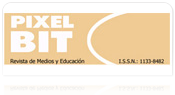 PIXEL
BIT
Revista de Medios y Educación I.S.S.N.: 1133-8482